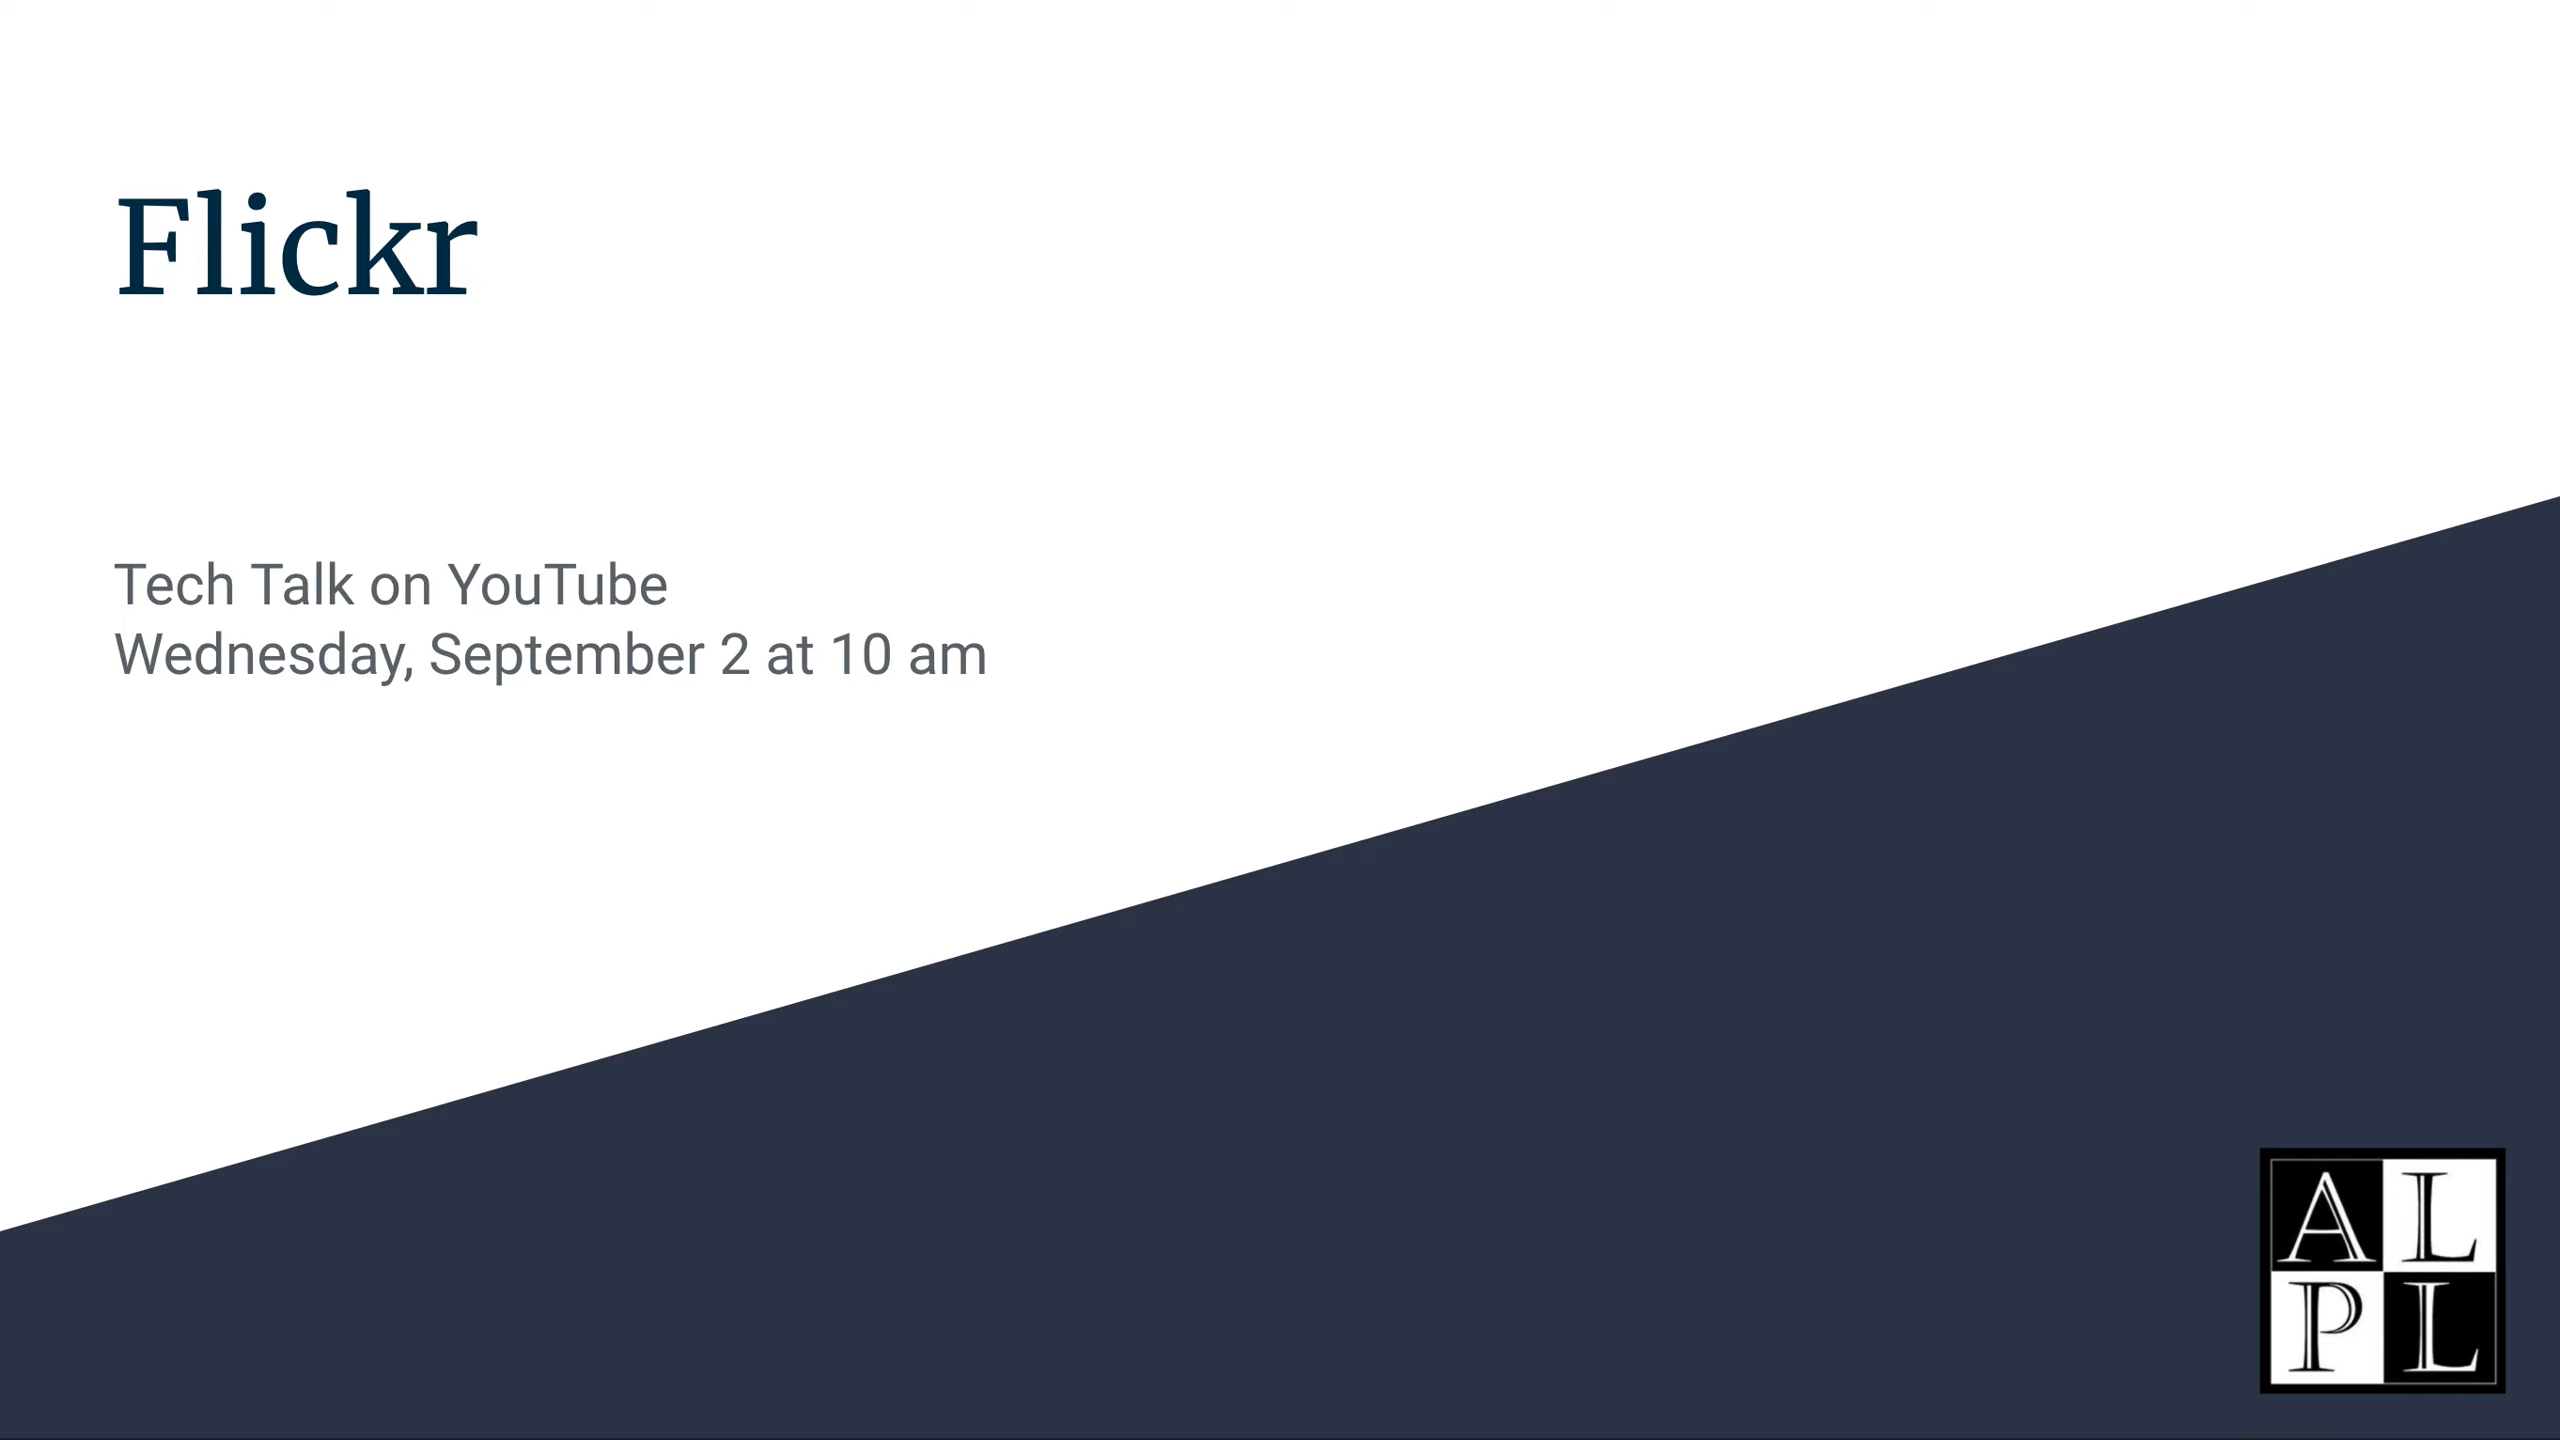 Flickr
Tech Talk on YouTube
Wednesday, September 2 at 10 am
A L
P L